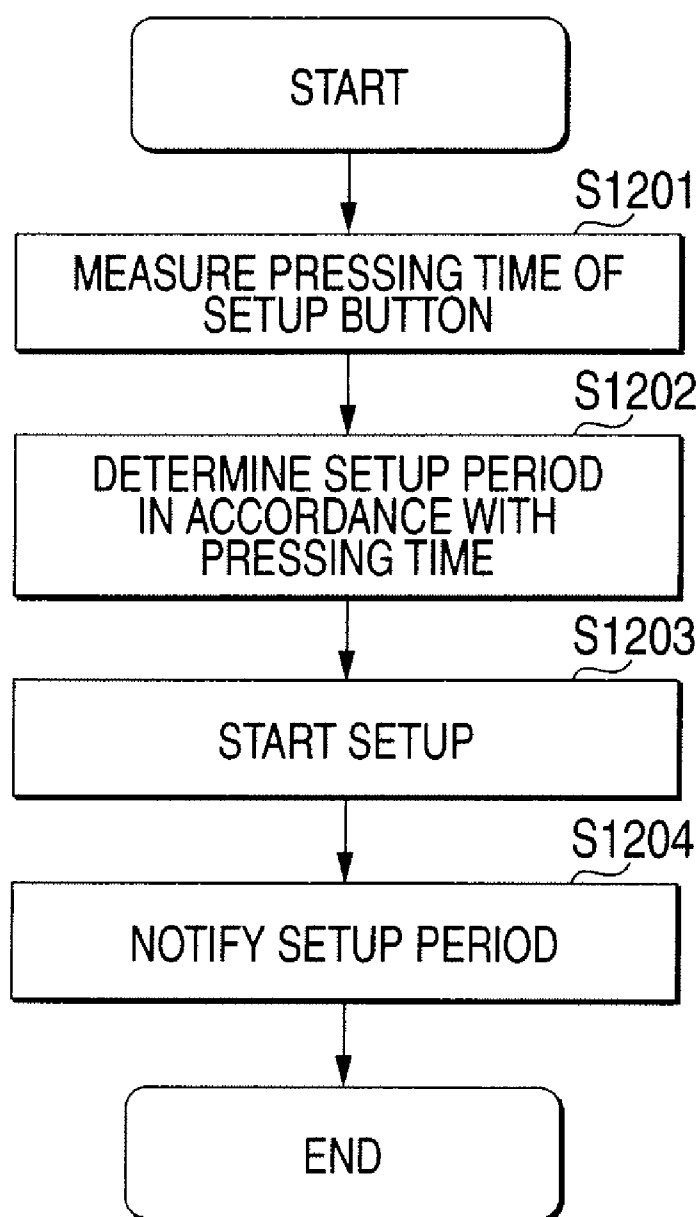 START
S1201
MEASURE PRESSING TIME OF
SETUP BUTTON
S1202
DETERMINE SETUP PERIOD
IN ACCORDANCE WITH
PRESSING TIME
S1203
START SETUP
S1204
NOTIFY SETUP PERIOD
END